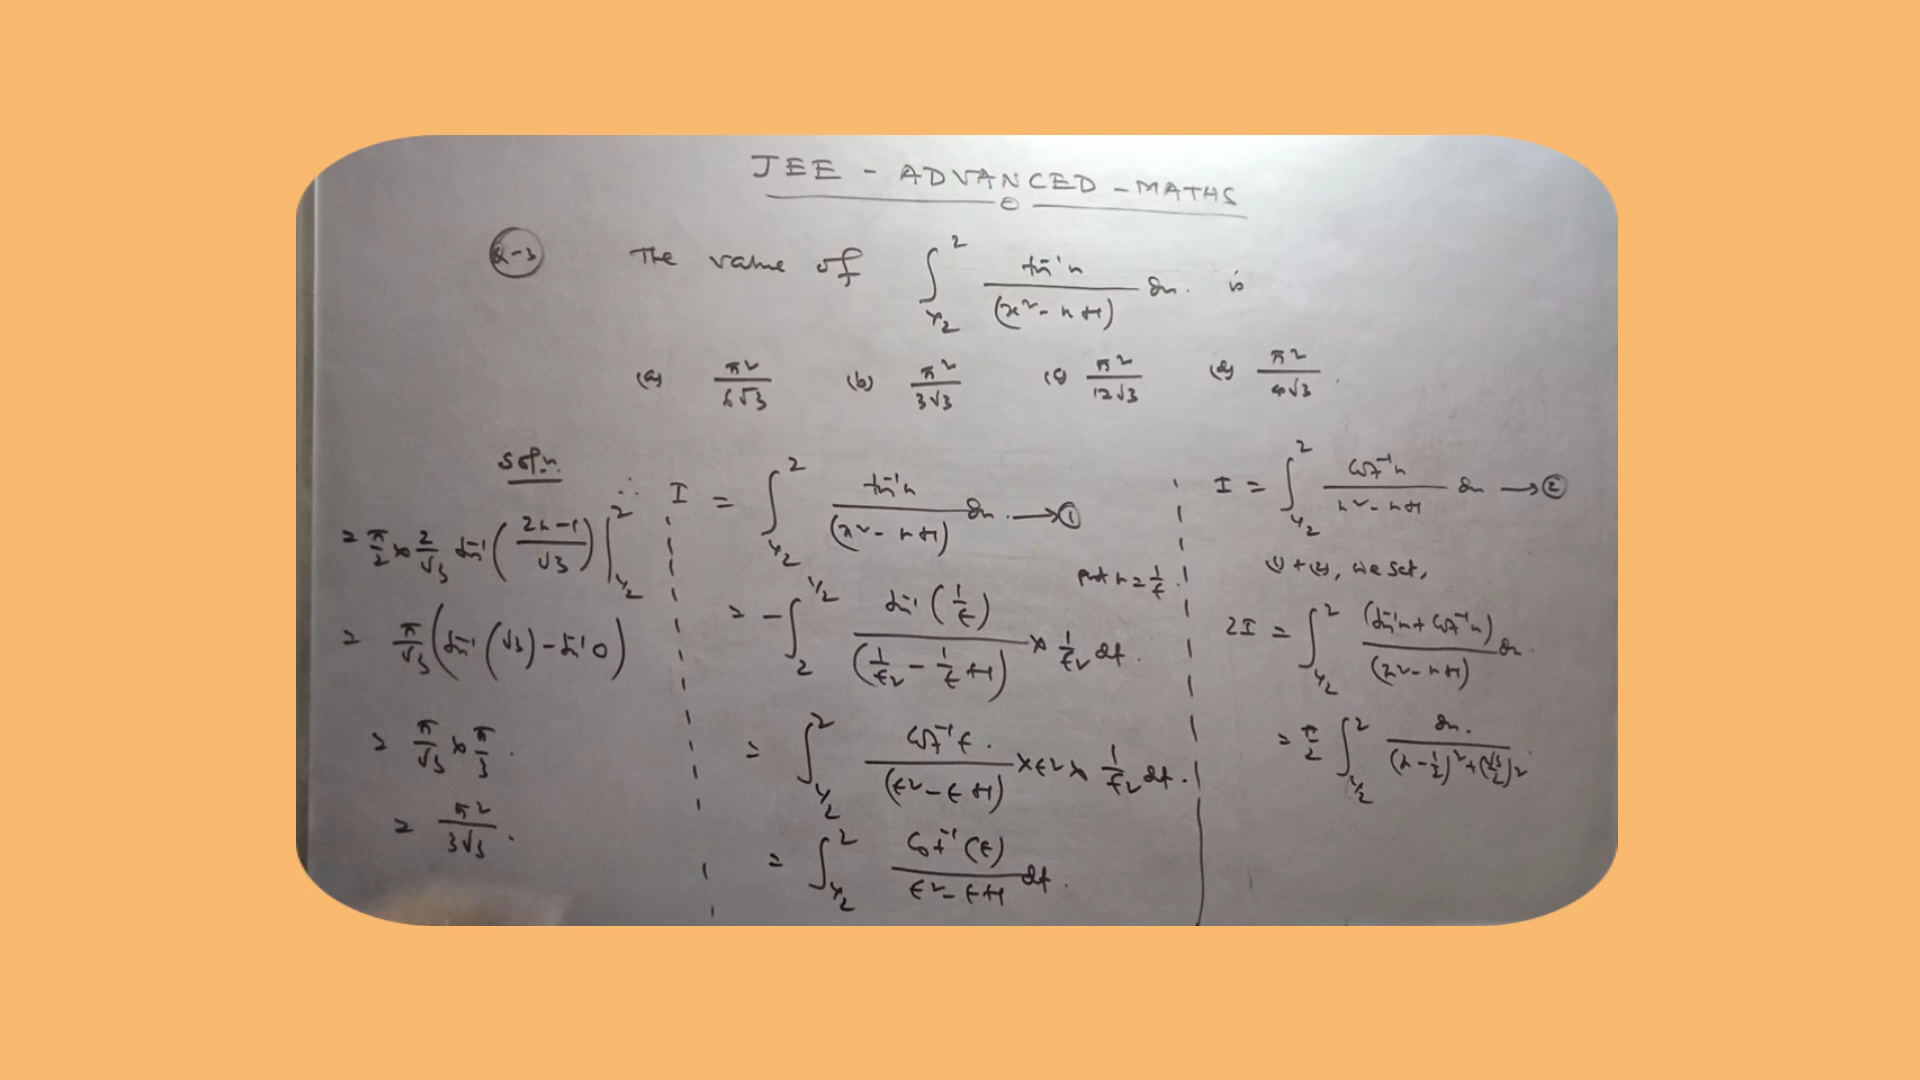 JEE - ADVANCED - MATHS
Q-3 The value of ∫_{1/2}^{2} tan⁻¹x / (x² - x + 1) dx. is
(a) π²/6√3 (b) π²/3√3 (c) π²/12√3 (d) π²/4√3.
Soln.
∴ I = ∫_{1/2}^{2} tan⁻¹x / (x² - x + 1) dx. → ①
put x = 1/t.
= - ∫_{2}^{1/2} tan⁻¹(1/t) / (1/t² - 1/t + 1) × 1/t² dt.
= ∫_{1/2}^{2} cot⁻¹t. / (t² - t + 1) × t² × 1/t² dt.
= ∫_{1/2}^{2} cot⁻¹(t) / t² - t + 1 dt.
I = ∫_{1/2}^{2} cot⁻¹x / x² - x + 1 dx → ②
(1) + (2), we get,
2I = ∫_{1/2}^{2} (tan⁻¹x + cot⁻¹x) / (x² - x + 1) dx.
= π/2 ∫_{1/2}^{2} dx. / (x - 1/2)² + (√3/2)².
= π/2 × 2/√3 tan⁻¹((2x - 1)/√3) |_{1/2}^{2}
= π/√3 (tan⁻¹(√3) - tan⁻¹0)
= π/√3 × π/3.
= π²/3√3.